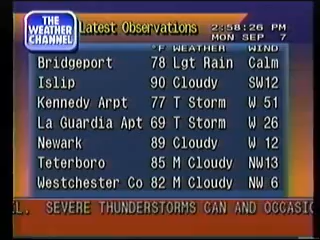 THE
WEATHER
CHANNEL
Latest Observations
2:58:26 PM
MON SEP 7
°F WEATHER WIND
Bridgeport 78 Lgt Rain Calm
Islip 90 Cloudy SW12
Kennedy Arpt 77 T Storm W 51
La Guardia Apt 69 T Storm W 26
Newark 89 Cloudy W 12
Teterboro 85 M Cloudy NW13
Westchester Co 82 M Cloudy NW 6
EL. SEVERE THUNDERSTORMS CAN AND OCCASIO